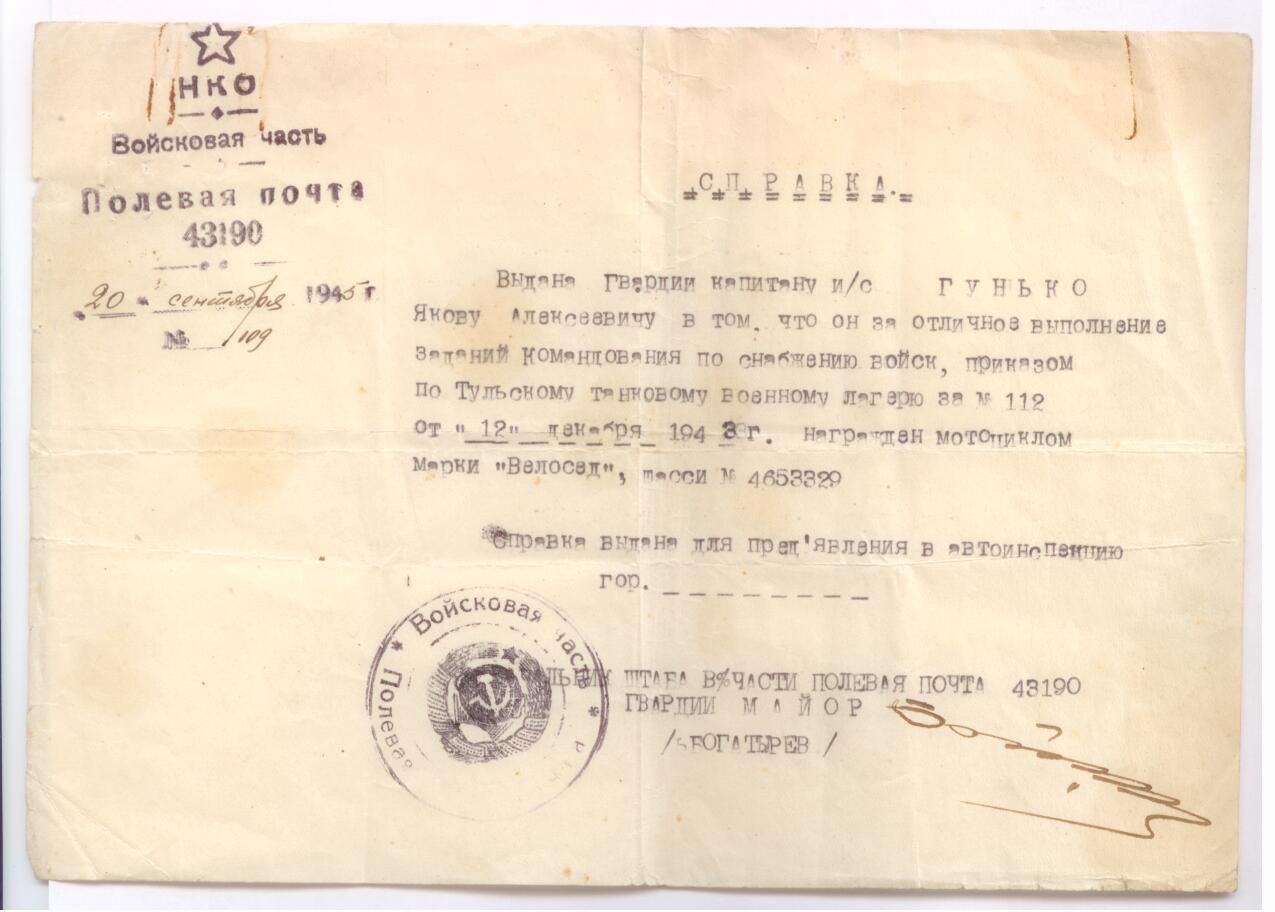 НКО
Войсковая часть
Полевая почта
43190
"20" сентября 1945 г
№ 109
СПРАВКА.
Выдана Гвардии капитану и/с ГУНЬКО
Якову Алексеевичу в том, что он за отличное выполнение
заданий Командования по снабжению войск, приказом
по Тульскому танковому военному лагерю за № 112
от "12" декабря 1943г. награжден мотоциклом
марки "Велосед", шасси № 4653329
Справка выдана для пред'явления в автоинспекцию
гор. _ _ _ _ _ _ _ _
ШТАБА В/ЧАСТИ ПОЛЕВАЯ ПОЧТА 43190
ГВАРДИИ МАЙОР
/БОГАТЫРЕВ /
* Войсковая часть *
Полевая